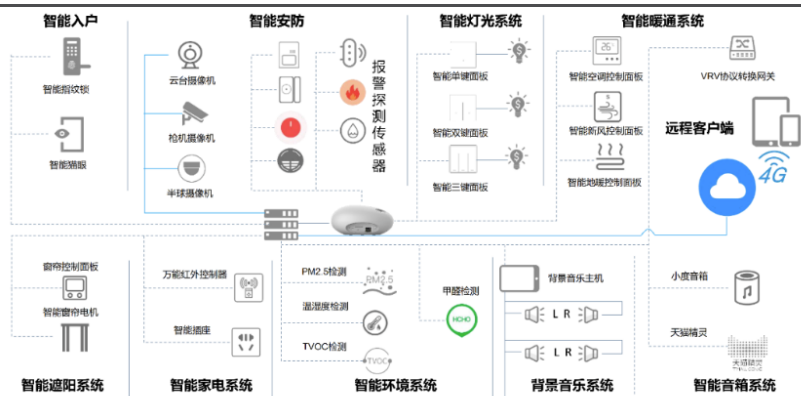 智能入户
智能指纹锁
智能猫眼
智能安防
云台摄像机
枪机摄像机
半球摄像机
报警探测传感器
智能灯光系统
智能单键面板
智能双键面板
智能三键面板
智能暖通系统
26°
智能空调控制面板
智能新风控制面板
智能地暖控制面板
VRV协议转换网关
远程客户端
4G
窗帘控制面板
智能窗帘电机
智能遮阳系统
万能红外控制器
智能插座
智能家电系统
PM2.5检测
PM2.5
温湿度检测
TVOC检测
TVOC
甲醛检测
HCHO
智能环境系统
背景音乐主机
L R
L R
背景音乐系统
小度音箱
天猫精灵
天猫精灵
智能音箱系统